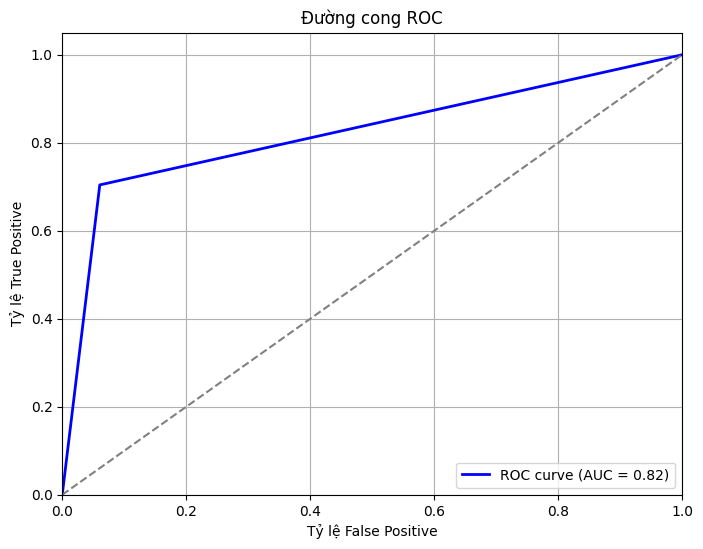 Đường cong ROC
1.0
0.8
0.6
0.4
0.2
0.0
Tỷ lệ True Positive
ROC curve (AUC = 0.82)
0.0 0.2 0.4 0.6 0.8 1.0
Tỷ lệ False Positive